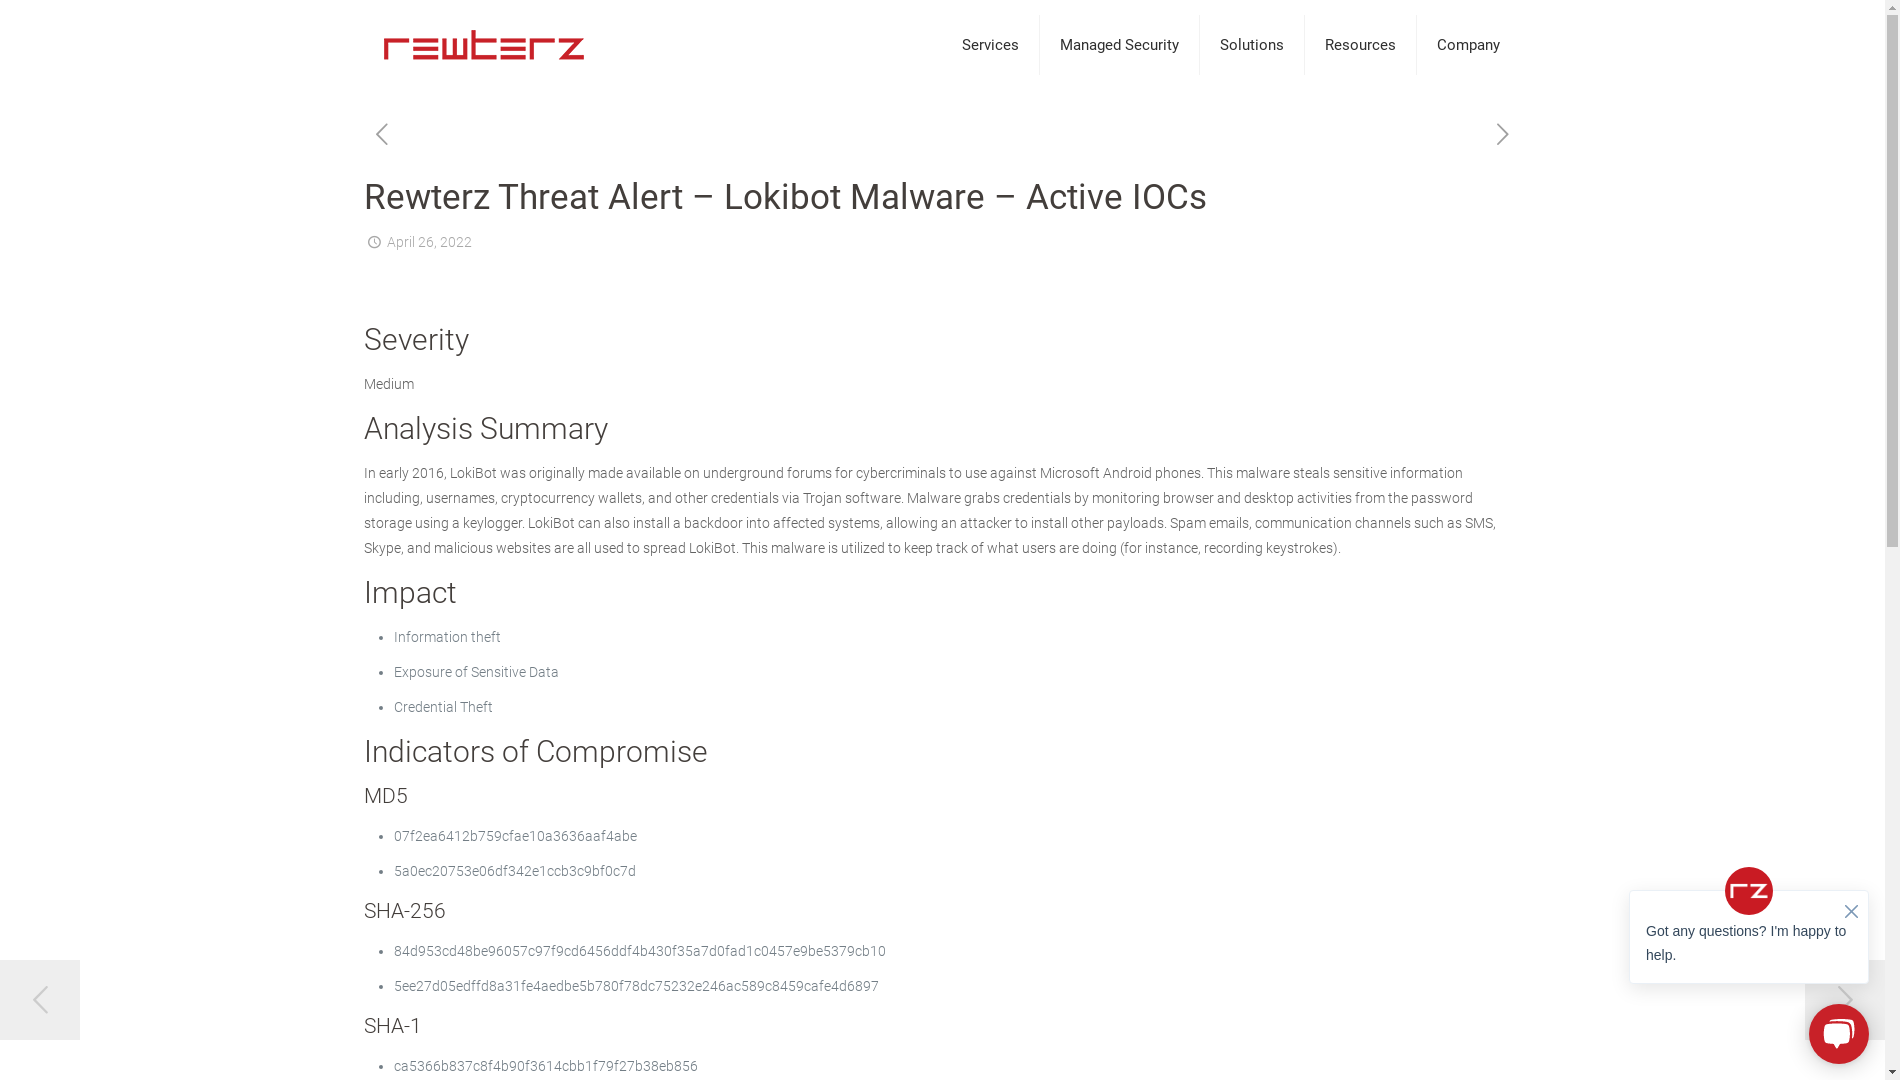 rewterz
Services
Managed Security
Solutions
Resources
Company
Rewterz Threat Alert – Lokibot Malware – Active IOCs
April 26, 2022
Severity
Medium
Analysis Summary
In early 2016, LokiBot was originally made available on underground forums for cybercriminals to use against Microsoft Android phones. This malware steals sensitive information
including, usernames, cryptocurrency wallets, and other credentials via Trojan software. Malware grabs credentials by monitoring browser and desktop activities from the password
storage using a keylogger. LokiBot can also install a backdoor into affected systems, allowing an attacker to install other payloads. Spam emails, communication channels such as SMS,
Skype, and malicious websites are all used to spread LokiBot. This malware is utilized to keep track of what users are doing (for instance, recording keystrokes).
Impact
Information theft
Exposure of Sensitive Data
Credential Theft
Indicators of Compromise
MD5
07f2ea6412b759cfae10a3636aaf4abe
5a0ec20753e06df342e1ccb3c9bf0c7d
SHA-256
84d953cd48be96057c97f9cd6456ddf4b430f35a7d0fad1c0457e9be5379cb10
5ee27d05edffd8a31fe4aedbe5b780f78dc75232e246ac589c8459cafe4d6897
SHA-1
ca5366b837c8f4b90f3614cbb1f79f27b38eb856
rz
Got any questions? I'm happy to
help.